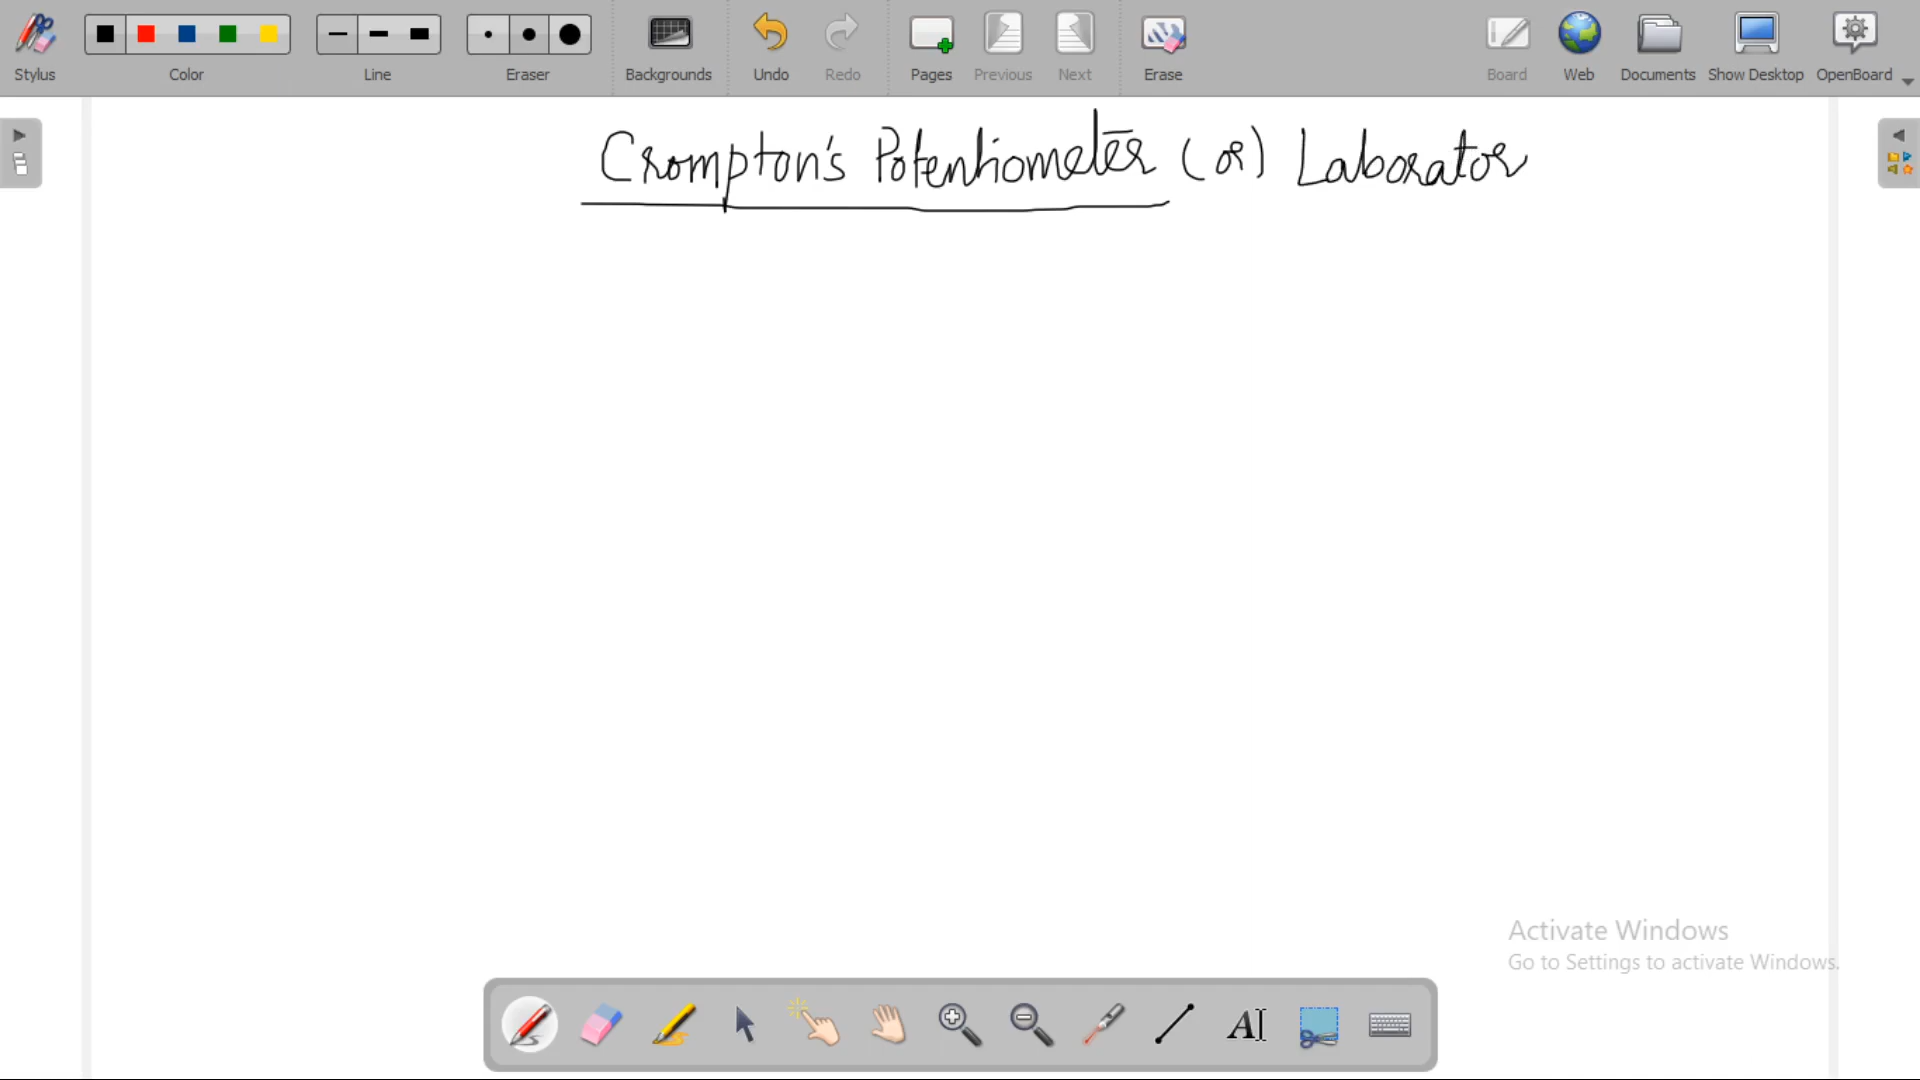 Stylus Color Line Eraser Backgrounds Undo Redo Pages Previous Next Erase Board Web Documents Show Desktop OpenBoard
Crompton's Potentiometer (or) Laborator
Activate Windows
Go to Settings to activate Windows.